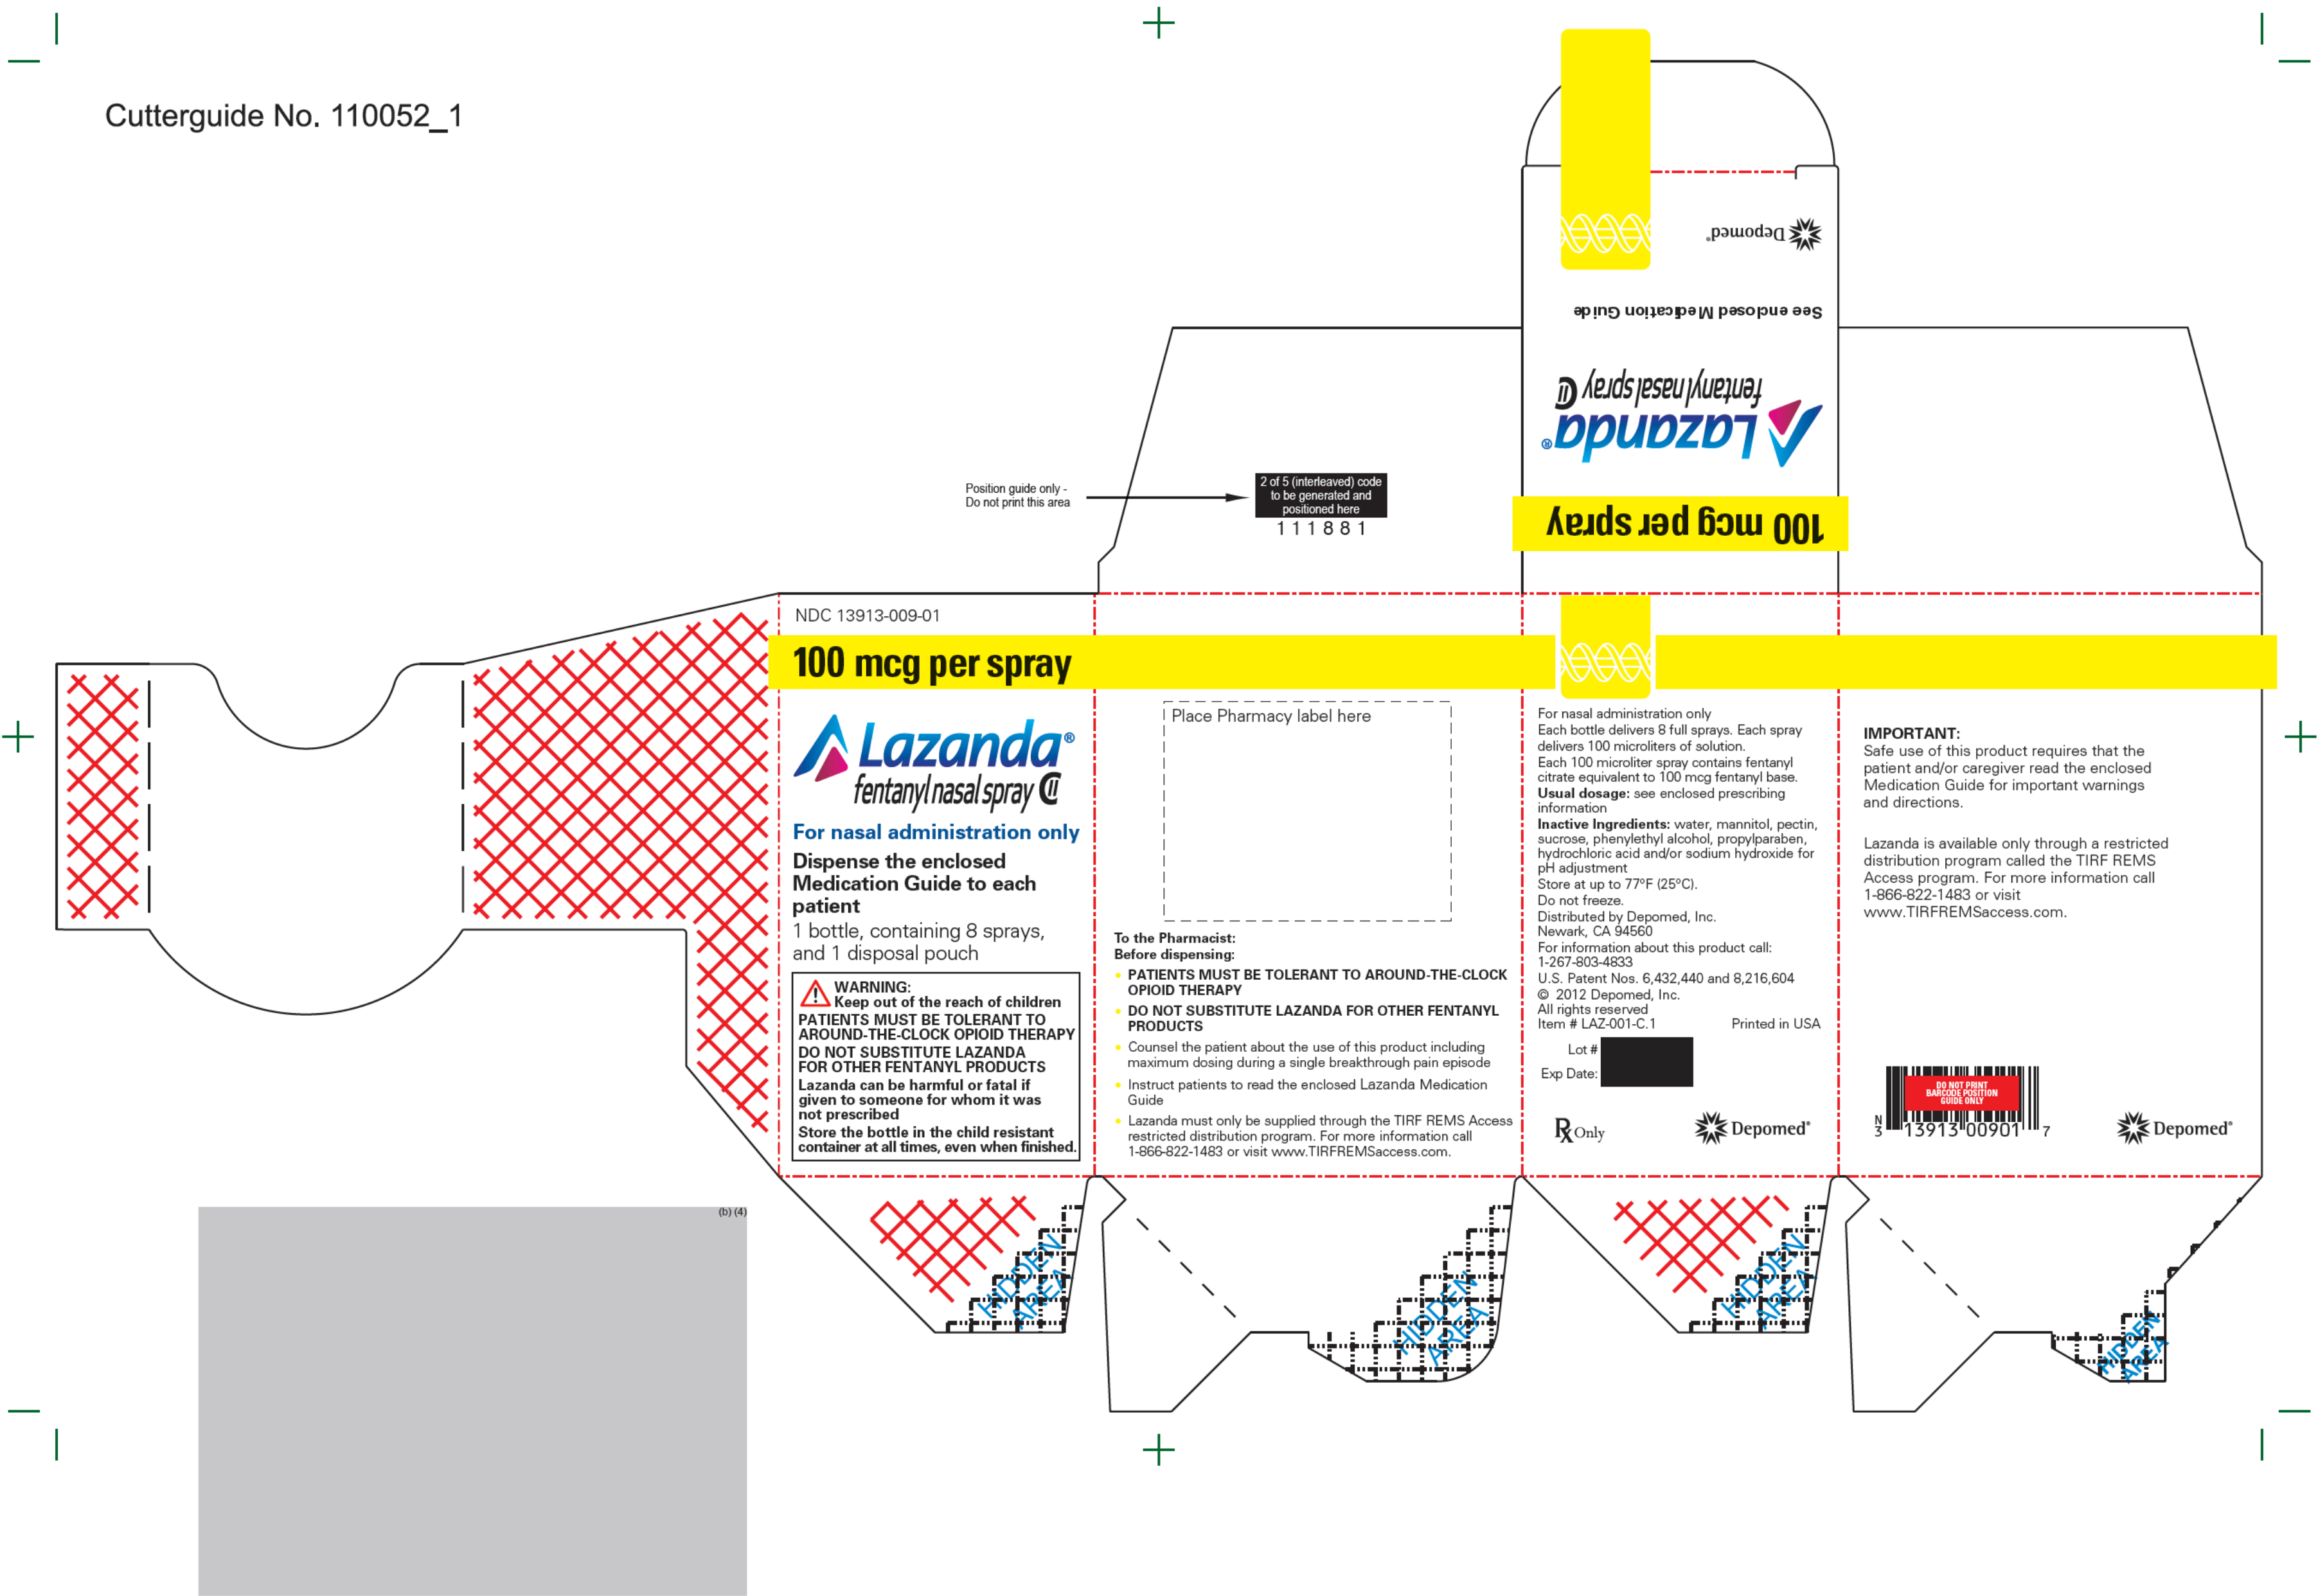 Cutterguide No. 110052_1
Depomed®
See enclosed Medication Guide
fentanyl nasal spray CII
Lazanda®
100 mcg per spray
Position guide only -
Do not print this area
2 of 5 (interleaved) code
to be generated and
positioned here
111881
NDC 13913-009-01
100 mcg per spray
Lazanda®
fentanyl nasal spray CII
For nasal administration only
Dispense the enclosed
Medication Guide to each
patient
1 bottle, containing 8 sprays,
and 1 disposal pouch
WARNING:
Keep out of the reach of children
PATIENTS MUST BE TOLERANT TO
AROUND-THE-CLOCK OPIOID THERAPY
DO NOT SUBSTITUTE LAZANDA
FOR OTHER FENTANYL PRODUCTS
Lazanda can be harmful or fatal if
given to someone for whom it was
not prescribed
Store the bottle in the child resistant
container at all times, even when finished.
Place Pharmacy label here
To the Pharmacist:
Before dispensing:
• PATIENTS MUST BE TOLERANT TO AROUND-THE-CLOCK
OPIOID THERAPY
• DO NOT SUBSTITUTE LAZANDA FOR OTHER FENTANYL
PRODUCTS
• Counsel the patient about the use of this product including
maximum dosing during a single breakthrough pain episode
• Instruct patients to read the enclosed Lazanda Medication
Guide
• Lazanda must only be supplied through the TIRF REMS Access
restricted distribution program. For more information call
1-866-822-1483 or visit www.TIRFREMSaccess.com.
For nasal administration only
Each bottle delivers 8 full sprays. Each spray
delivers 100 microliters of solution.
Each 100 microliter spray contains fentanyl
citrate equivalent to 100 mcg fentanyl base.
Usual dosage: see enclosed prescribing
information
Inactive Ingredients: water, mannitol, pectin,
sucrose, phenylethyl alcohol, propylparaben,
hydrochloric acid and/or sodium hydroxide for
pH adjustment
Store at up to 77ºF (25ºC).
Do not freeze.
Distributed by Depomed, Inc.
Newark, CA 94560
For information about this product call:
1-267-803-4833
U.S. Patent Nos. 6,432,440 and 8,216,604
© 2012 Depomed, Inc.
All rights reserved
Item # LAZ-001-C.1 Printed in USA
Lot #
Exp Date:
Rx Only
Depomed®
IMPORTANT:
Safe use of this product requires that the
patient and/or caregiver read the enclosed
Medication Guide for important warnings
and directions.
Lazanda is available only through a restricted
distribution program called the TIRF REMS
Access program. For more information call
1-866-822-1483 or visit
www.TIRFREMSaccess.com.
DO NOT PRINT
BARCODE POSITION
GUIDE ONLY
N
3 13913 00901 7
Depomed®
HIDDEN
AREA
HIDDEN
AREA
HIDDEN
AREA
HIDDEN
AREA
(b) (4)